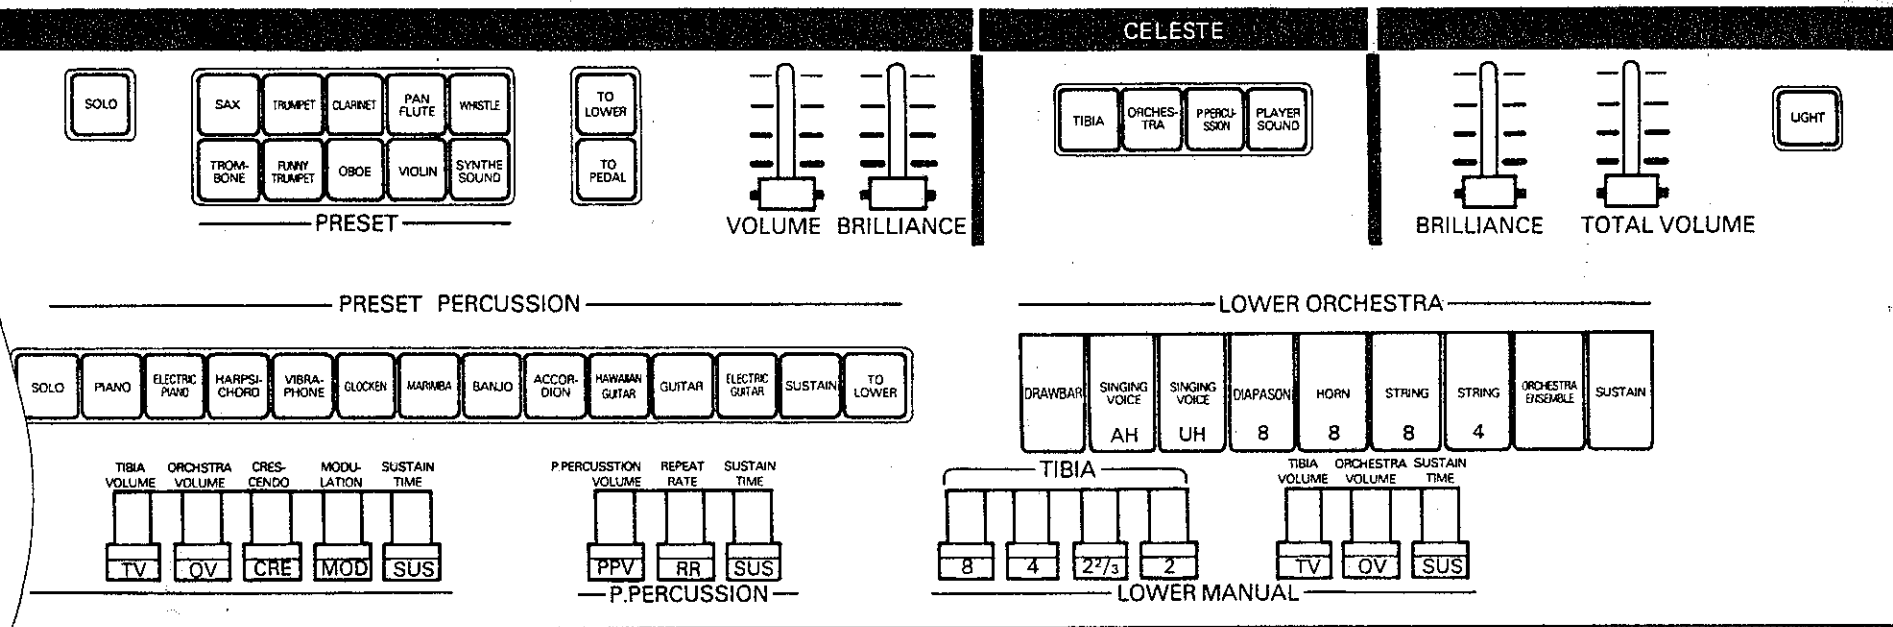 CELESTE
SOLO
SAX TRUMPET CLARINET PAN FLUTE WHISTLE
TROM-BONE FUNNY TRUMPET OBOE VIOLIN SYNTHE SOUND
PRESET
TO LOWER
TO PEDAL
VOLUME BRILLIANCE
TIBIA ORCHES-TRA P.PERCU-SSION PLAYER SOUND
BRILLIANCE TOTAL VOLUME
LIGHT
PRESET PERCUSSION
SOLO PIANO ELECTRIC PIANO HARPSI-CHORD VIBRA-PHONE GLOCKEN MARIMBA BANJO ACCOR-DION HAWAIIAN GUITAR GUITAR ELECTRIC GUITAR SUSTAIN TO LOWER
LOWER ORCHESTRA
DRAWBAR SINGING VOICE AH SINGING VOICE UH DIAPASON 8 HORN 8 STRING 8 STRING 4 ORCHESTRA ENSEMBLE SUSTAIN
TIBIA VOLUME ORCHSTRA VOLUME CRES-CENDO MODU-LATION SUSTAIN TIME
TV OV CRE MOD SUS
P.PERCUSSTION VOLUME REPEAT RATE SUSTAIN TIME
PPV RR SUS
P.PERCUSSION
TIBIA
8 4 2²/₃ 2
TIBIA VOLUME ORCHESTRA VOLUME SUSTAIN TIME
TV OV SUS
LOWER MANUAL